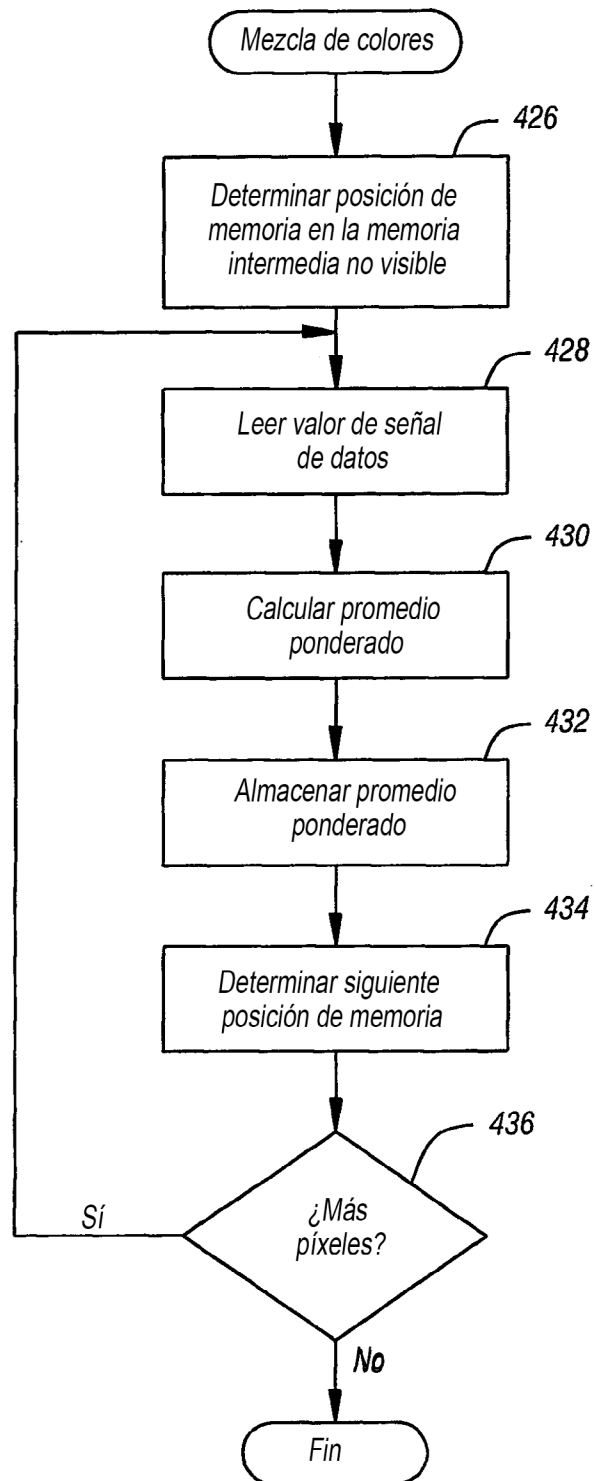 Mezcla de colores
426
Determinar posición de
memoria en la memoria
intermedia no visible
428
Leer valor de señal
de datos
430
Calcular promedio
ponderado
432
Almacenar promedio
ponderado
434
Determinar siguiente
posición de memoria
436
¿Más
píxeles?
Sí
No
Fin